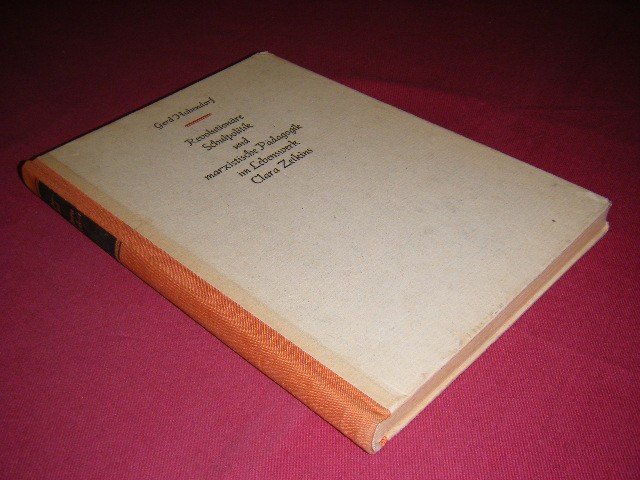 Gerd Hohendorf
Revolutionäre
Schulpolitik
und
marxistische Pädagogik
im Lebenswerk
Clara Zetkins